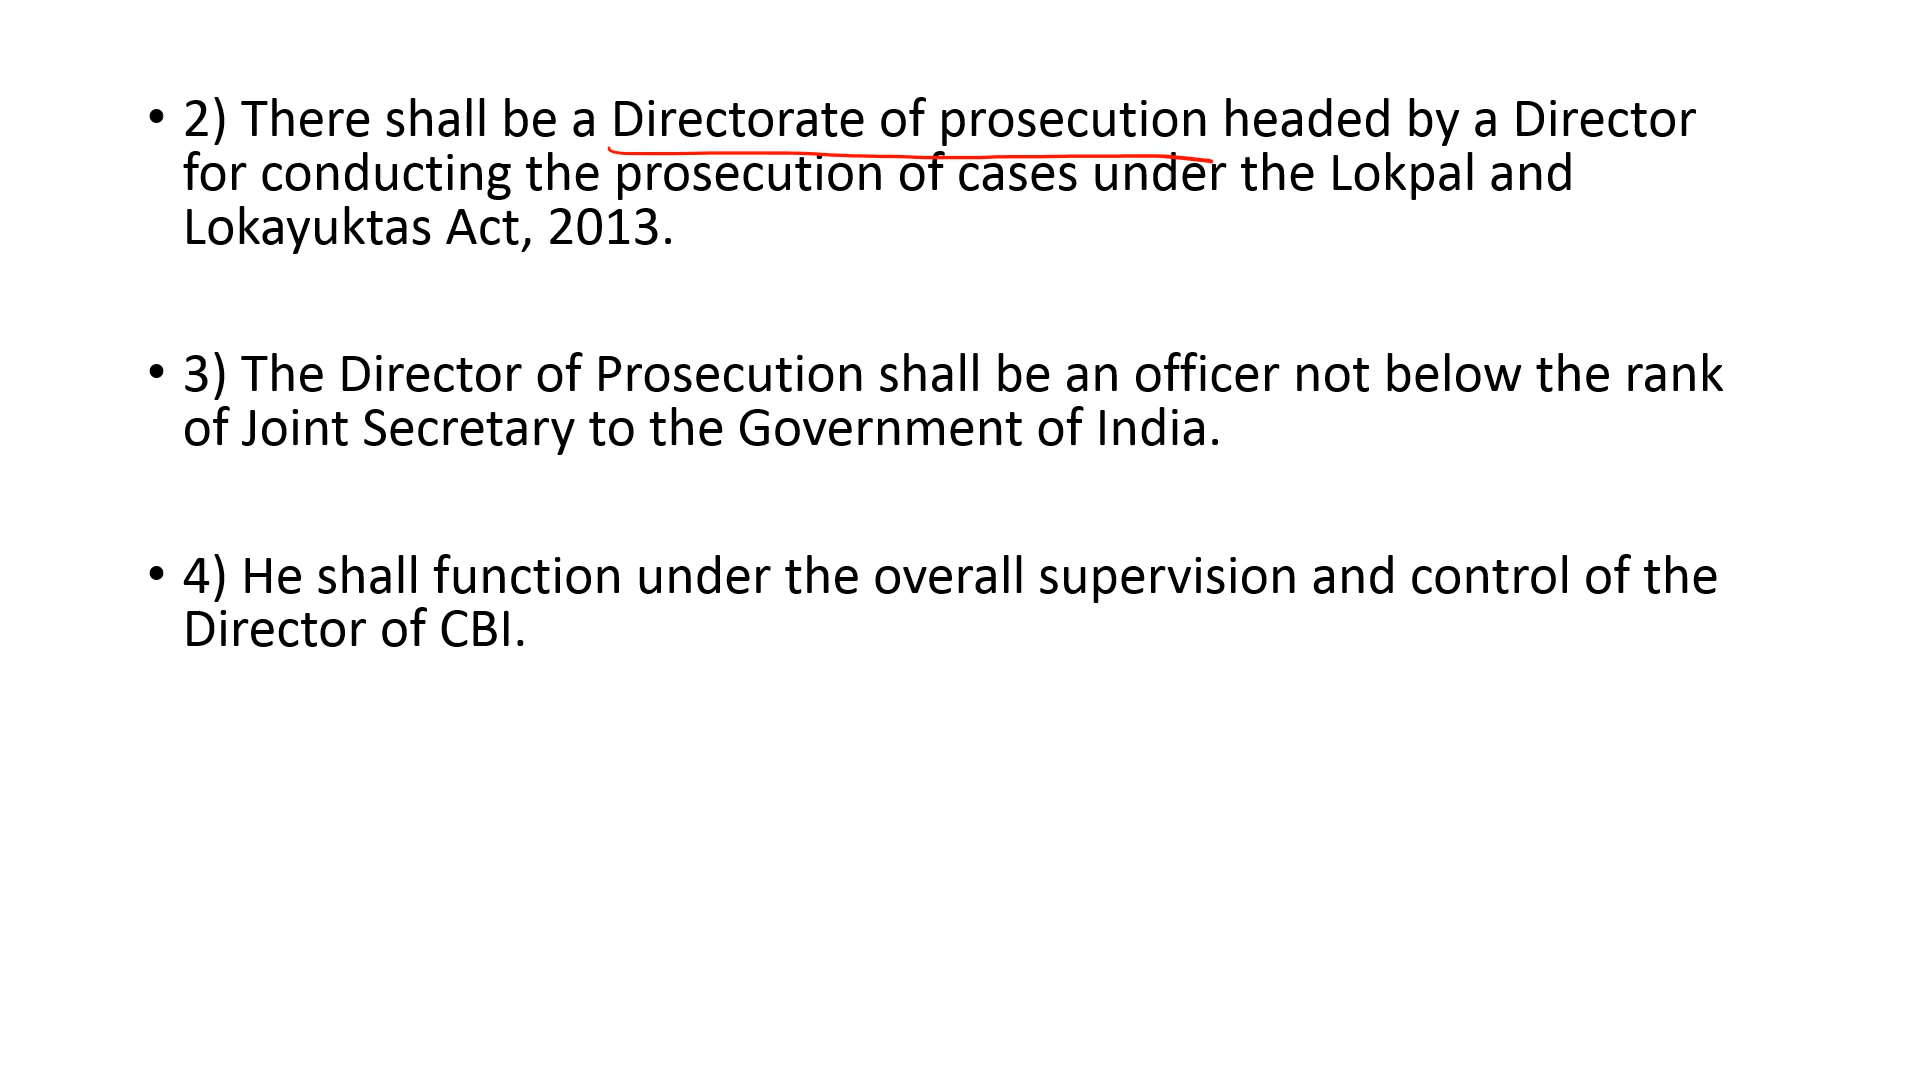 • 2) There shall be a Directorate of prosecution headed by a Director
for conducting the prosecution of cases under the Lokpal and
Lokayuktas Act, 2013.
• 3) The Director of Prosecution shall be an officer not below the rank
of Joint Secretary to the Government of India.
• 4) He shall function under the overall supervision and control of the
Director of CBI.